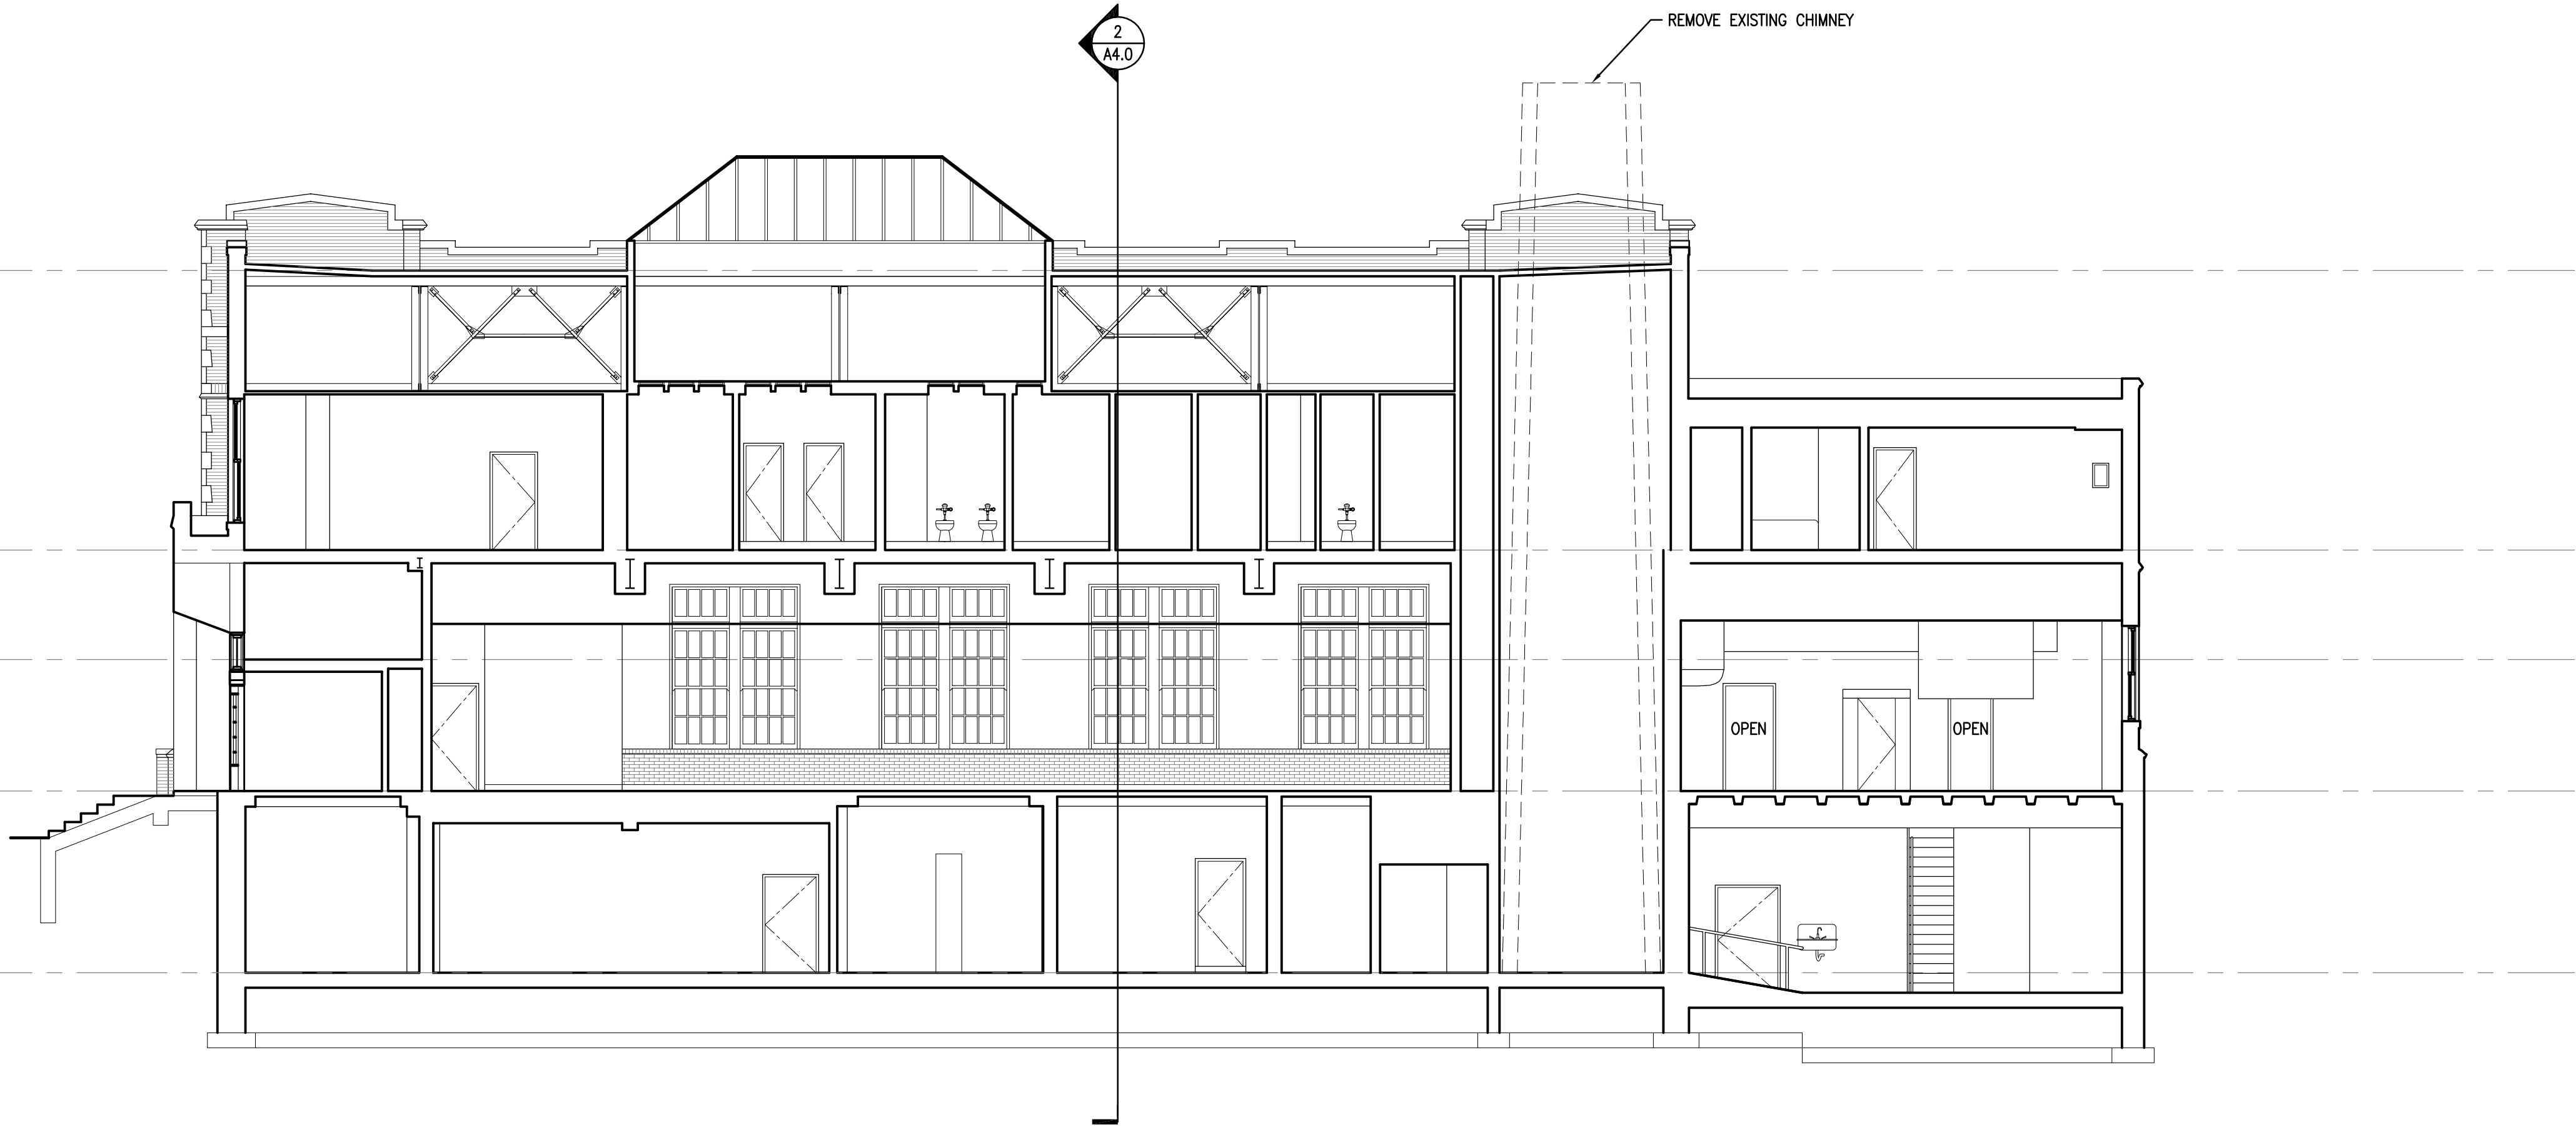 2
A4.0
REMOVE EXISTING CHIMNEY
OPEN
OPEN